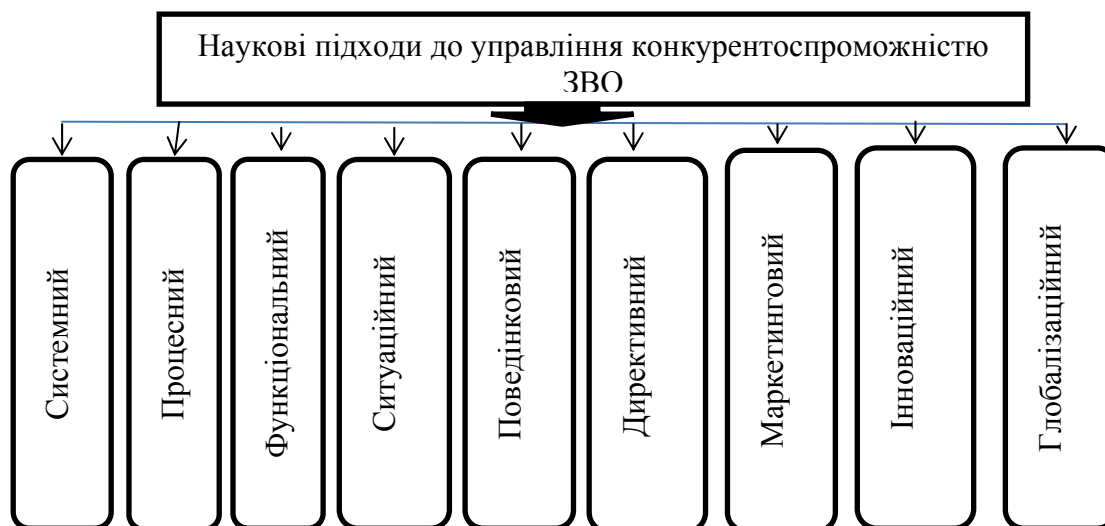 Наукові підходи до управління конкурентоспроможністю
ЗВО
Системний
Процесний
Функціональний
Ситуаційний
Поведінковий
Директивний
Маркетинговий
Інноваційний
Глобалізаційний